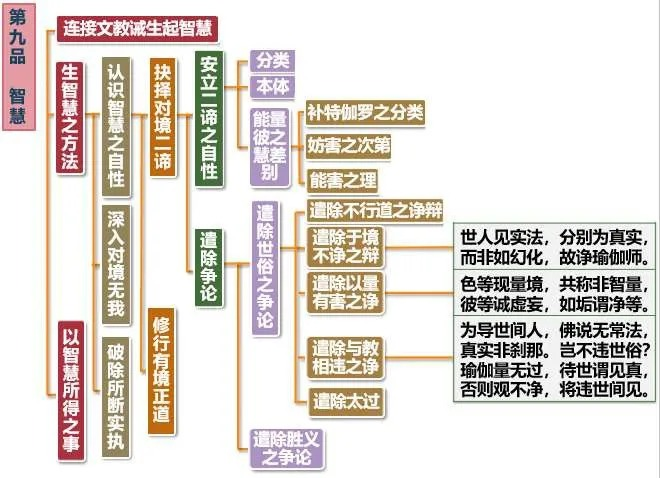 第九品 智慧
连接文教诫生起智慧
生智慧之方法
以智慧所得之事
认识智慧之自性
深入对境无我
破除所断实执
抉择对境二谛
修行有境正道
安立二谛之自性
遣除争论
分类
本体
能量
彼之
慧差
别
补特伽罗之分类
妨害之次第
能害之理
遣除世俗之争论
遣除胜义
之争论
遣除不行道之诤辩
遣除于境
不诤之辩
遣除以量
有害之诤
遣除与教
相违之诤
遣除太过
世人见实法，分别为真实，
而非如幻化，故诤瑜伽师。
色等现量境，共称非智量，
彼等诚虚妄，如垢谓净等。
为导世间人，佛说无常法，
真实非刹那。岂不违世俗？
瑜伽量无过，待世谓见真，
否则观不净，将违世间见。